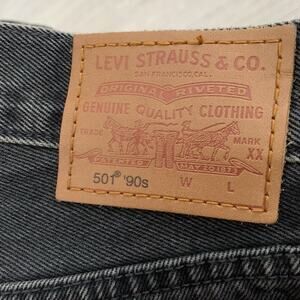 LEVI STRAUSS & CO.
SAN FRANCISCO, CAL.
ORIGINAL RIVETED
GENUINE QUALITY CLOTHING
TRADE MARK
XX
PATENTED MAY 20 1873
501® '90s W L